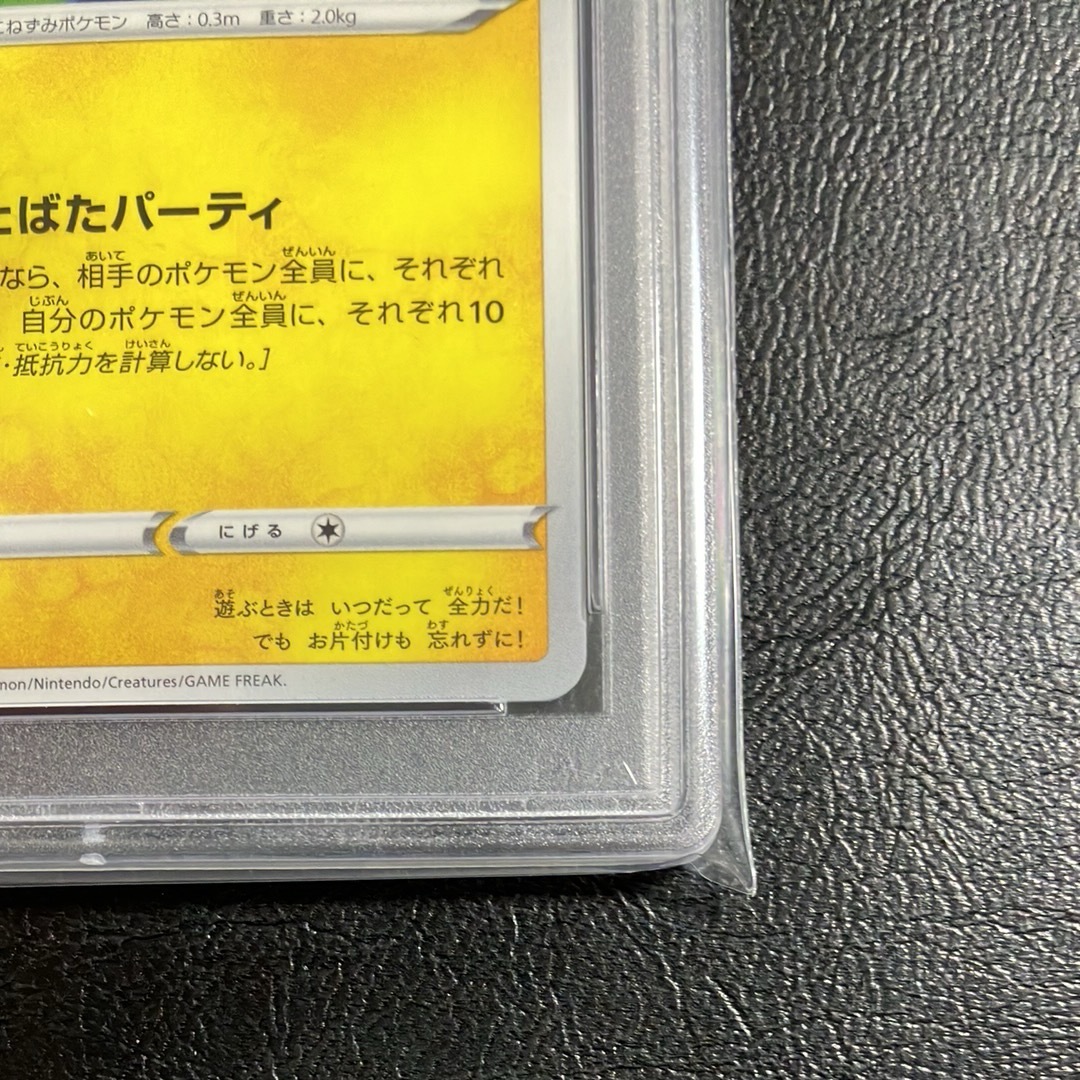 こねずみポケモン 高さ：0.3m 重さ：2.0kg
ばたパーティ
なら、相手のポケモン全員に、それぞれ
自分のポケモン全員に、それぞれ10
・抵抗力を計算しない。]
にげる
遊ぶときは いつだって 全力だ！
でも お片付けも 忘れずに！
mon/Nintendo/Creatures/GAME FREAK.